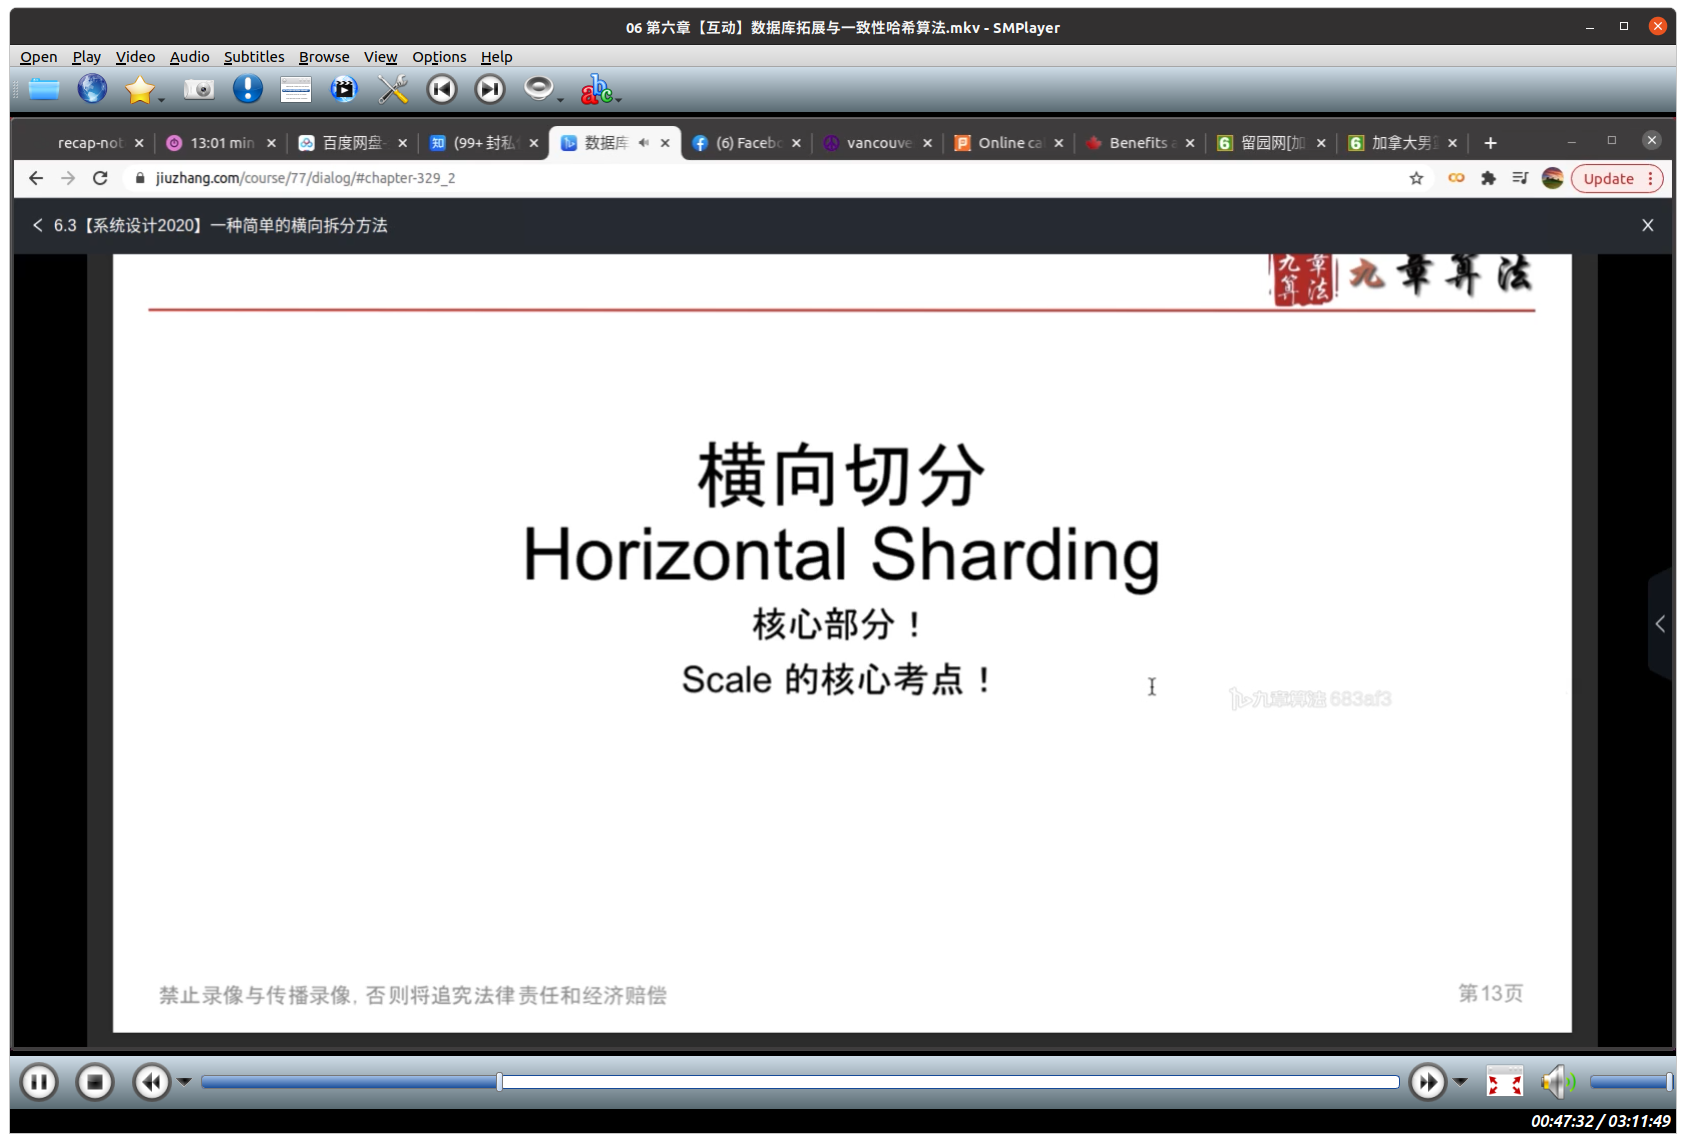 06 第六章【互动】数据库拓展与一致性哈希算法.mkv - SMPlayer
Open Play Video Audio Subtitles Browse View Options Help
abc
recap-not 13:01 min 百度网盘- (99+ 封私 数据库 (6) Facebo vancouve Online ca Benefits a 留园网[加 加拿大男
jiuzhang.com/course/77/dialog/#chapter-329_2
Update
6.3【系统设计2020】一种简单的横向拆分方法
九章算法 九章算法
横向切分
Horizontal Sharding
核心部分！
Scale 的核心考点！
九章算法 683af3
禁止录像与传播录像, 否则将追究法律责任和经济赔偿
第13页
00:47:32 / 03:11:49